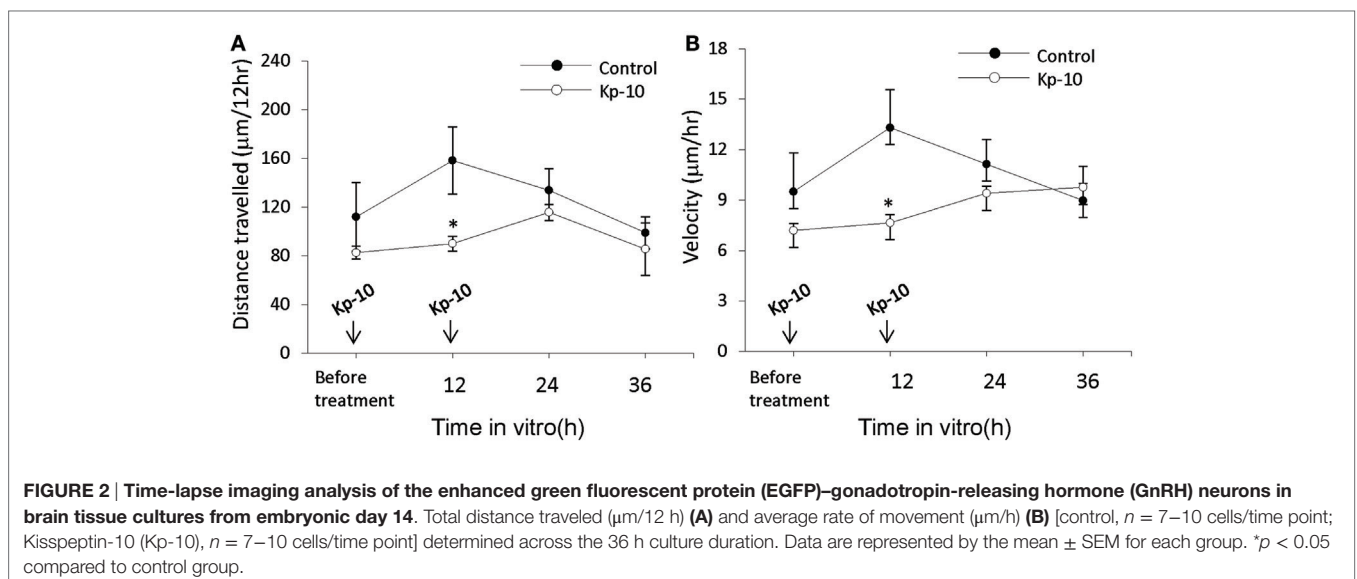 A
Distance travelled (µm/12hr)
240
200
160
120
80
40
0
Control
Kp-10
*
Kp-10
Kp-10
Before
treatment
12
24
36
Time in vitro(h)
B
Velocity (µm/hr)
18
15
12
9
6
3
0
Control
Kp-10
*
Kp-10
Kp-10
Before
treatment
12
24
36
Time in vitro(h)
FIGURE 2 | Time-lapse imaging analysis of the enhanced green fluorescent protein (EGFP)–gonadotropin-releasing hormone (GnRH) neurons in
brain tissue cultures from embryonic day 14. Total distance traveled (μm/12 h) (A) and average rate of movement (μm/h) (B) [control, n = 7–10 cells/time point;
Kisspeptin-10 (Kp-10), n = 7–10 cells/time point] determined across the 36 h culture duration. Data are represented by the mean ± SEM for each group. *p < 0.05
compared to control group.